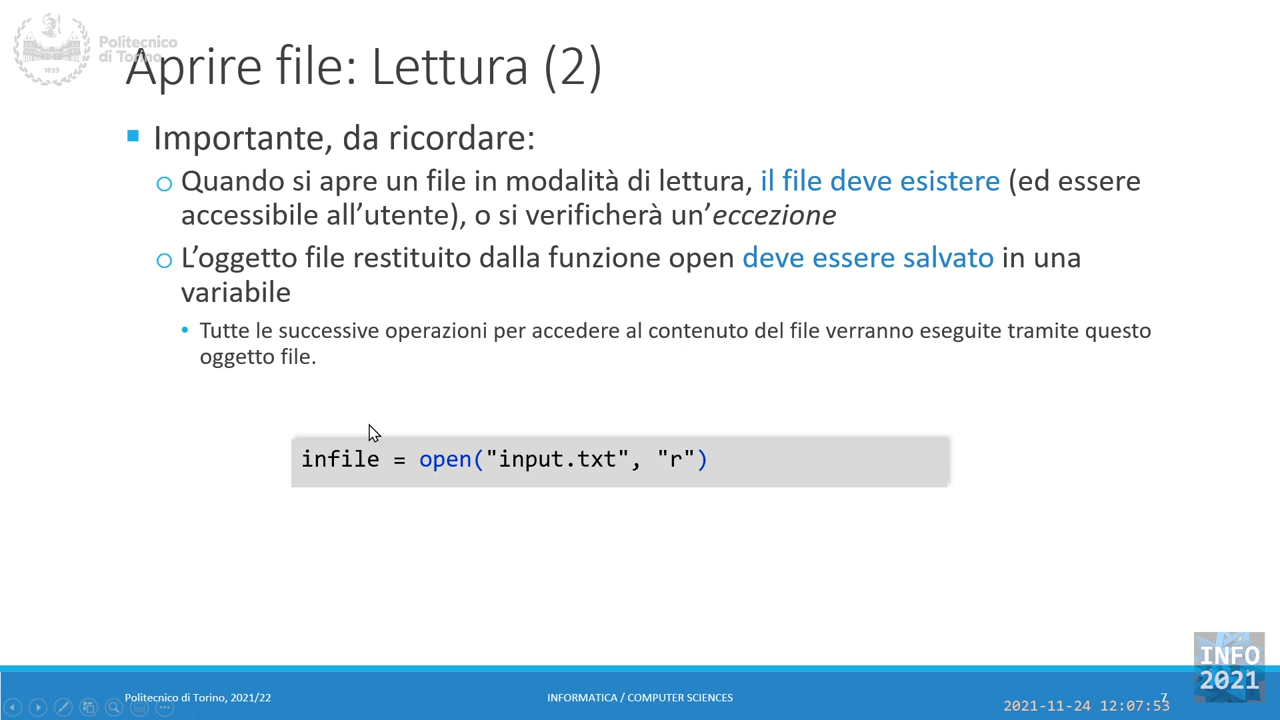 Politecnico
di Torino
1859
Aprire file: Lettura (2)
Importante, da ricordare:
Quando si apre un file in modalità di lettura, il file deve esistere (ed essere
accessibile all’utente), o si verificherà un’eccezione
L’oggetto file restituito dalla funzione open deve essere salvato in una
variabile
Tutte le successive operazioni per accedere al contenuto del file verranno eseguite tramite questo
oggetto file.
infile = open("input.txt", "r")
INFO
2021
Politecnico di Torino, 2021/22
INFORMATICA / COMPUTER SCIENCES
7
2021-11-24 12:07:53